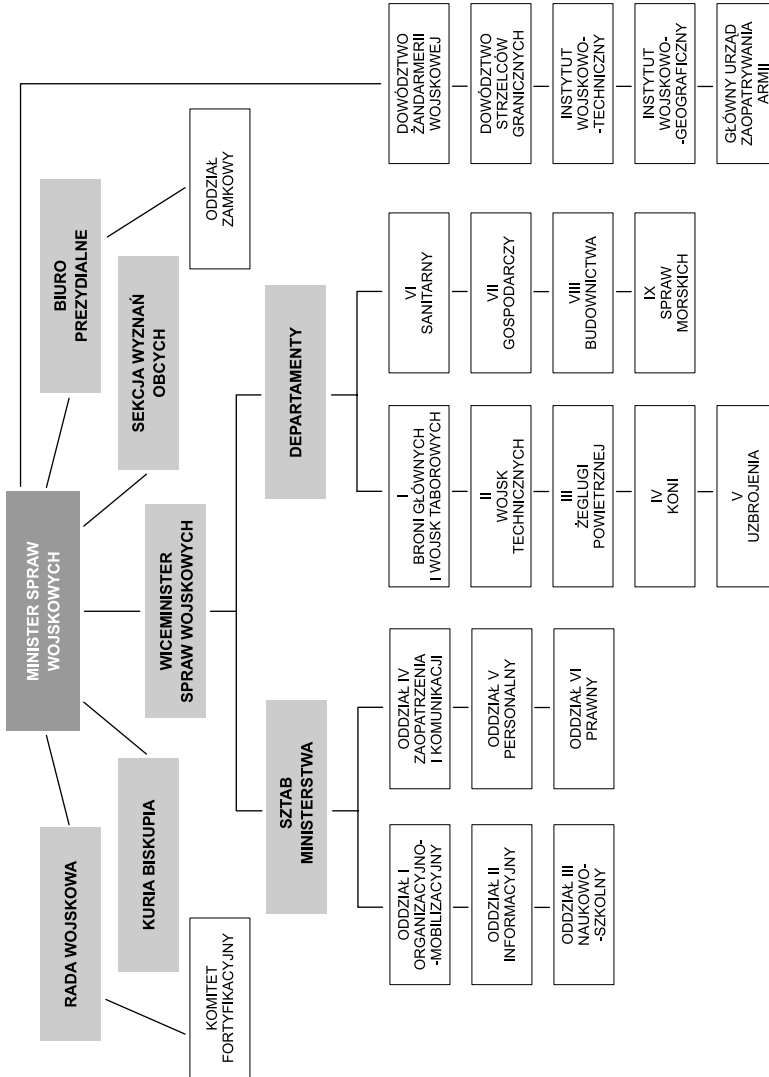 MINISTER SPRAW
WOJSKOWYCH
RADA WOJSKOWA
KURIA BISKUPIA
WICEMINISTER
SPRAW WOJSKOWYCH
SEKCJA WYZNAŃ
OBCYCH
BIURO
PREZYDIALNE
KOMITET
FORTYFIKACYJNY
ODDZIAŁ
ZAMKOWY
SZTAB
MINISTERSTWA
DEPARTAMENTY
ODDZIAŁ I
ORGANIZACYJNO-
-MOBILIZACYJNY
ODDZIAŁ II
INFORMACYJNY
ODDZIAŁ III
NAUKOWO-
-SZKOLNY
ODDZIAŁ IV
ZAOPATRZENIA
I KOMUNIKACJI
ODDZIAŁ V
PERSONALNY
ODDZIAŁ VI
PRAWNY
I
BRONI GŁÓWNYCH
I WOJSK TABOROWYCH
II
WOJSK
TECHNICZNYCH
III
ŻEGLUGI
POWIETRZNEJ
IV
KONI
V
UZBROJENIA
VI
SANITARNY
VII
GOSPODARCZY
VIII
BUDOWNICTWA
IX
SPRAW
MORSKICH
DOWÓDZTWO
ŻANDARMERII
WOJSKOWEJ
DOWÓDZTWO
STRZELCÓW
GRANICZNYCH
INSTYTUT
WOJSKOWO-
-TECHNICZNY
INSTYTUT
WOJSKOWO-
-GEOGRAFICZNY
GŁÓWNY URZĄD
ZAOPATRYWANIA
ARMII